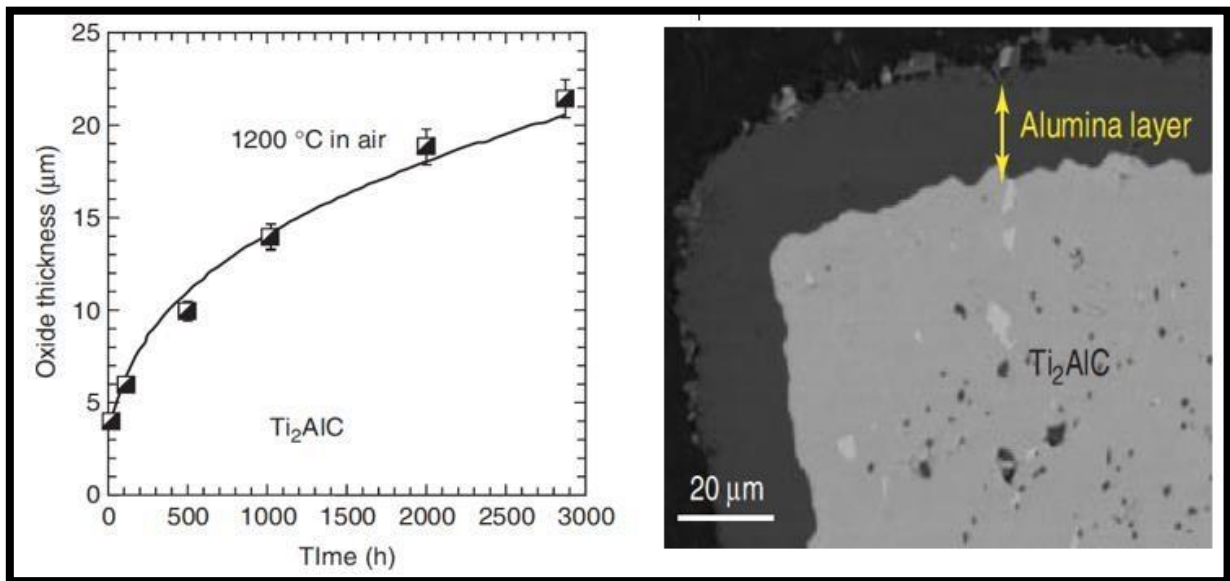 25
20
15
10
5
0
Oxide thickness (μm)
1200 °C in air
Ti₂AlC
0 500 1000 1500 2000 2500 3000
TIme (h)
Alumina layer
Ti₂AlC
20 μm